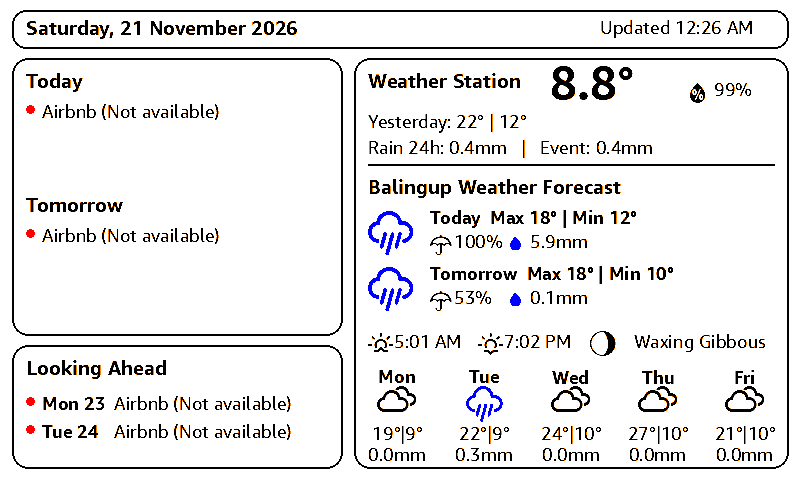 Saturday, 21 November 2026
Updated 12:26 AM
Today
Airbnb (Not available)
Tomorrow
Airbnb (Not available)
Looking Ahead
Mon 23 Airbnb (Not available)
Tue 24 Airbnb (Not available)
Weather Station 8.8° 99%
Yesterday: 22° | 12°
Rain 24h: 0.4mm | Event: 0.4mm
Balingup Weather Forecast
Today Max 18° | Min 12°
100% 5.9mm
Tomorrow Max 18° | Min 10°
53% 0.1mm
5:01 AM 7:02 PM Waxing Gibbous
Mon Tue Wed Thu Fri
19°|9° 22°|9° 24°|10° 27°|10° 21°|10°
0.0mm 0.3mm 0.0mm 0.0mm 0.0mm